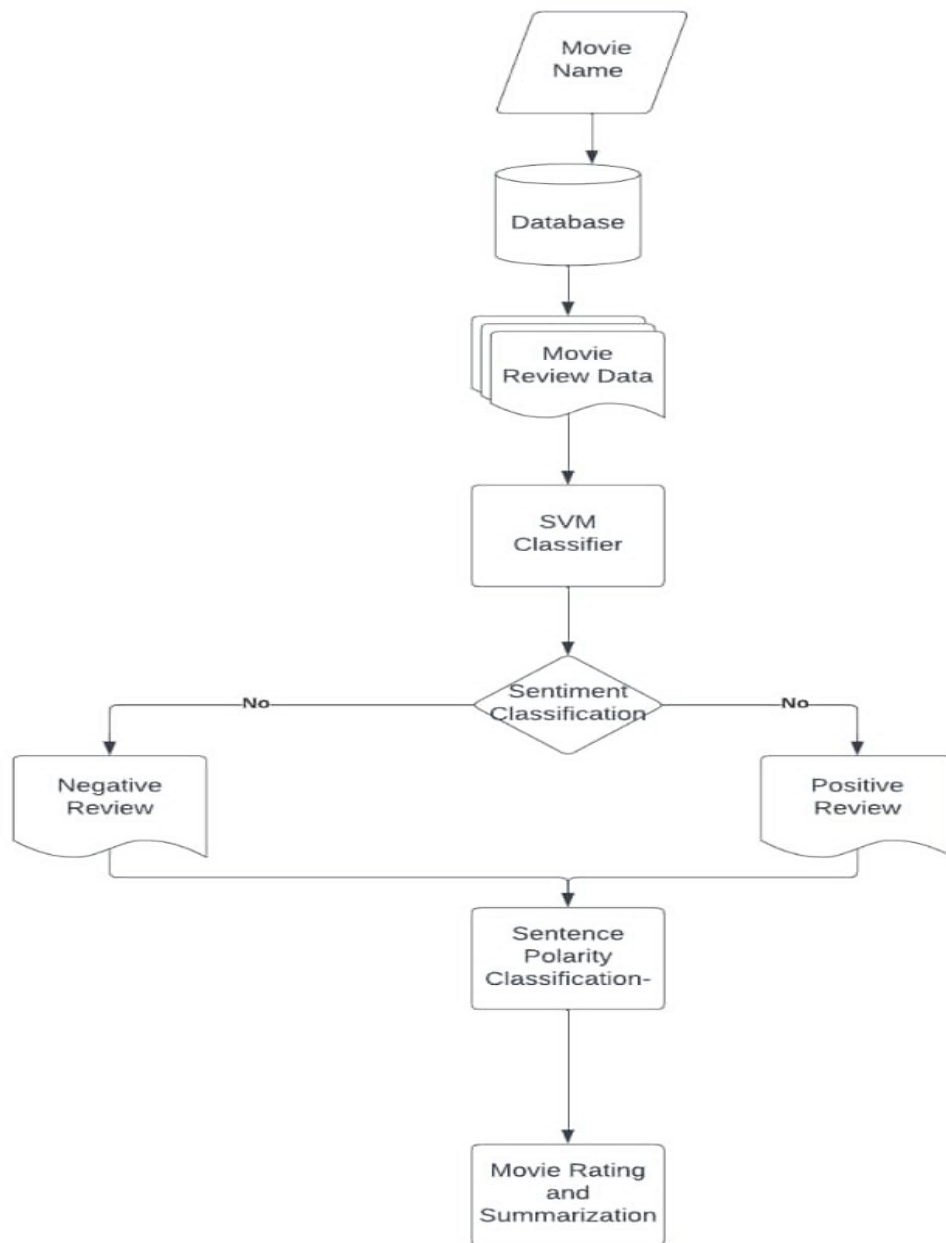 Movie
Name
Database
Movie
Review Data
SVM
Classifier
Sentiment
Classification
No
No
Negative
Review
Positive
Review
Sentence
Polarity
Classification-
Movie Rating
and
Summarization